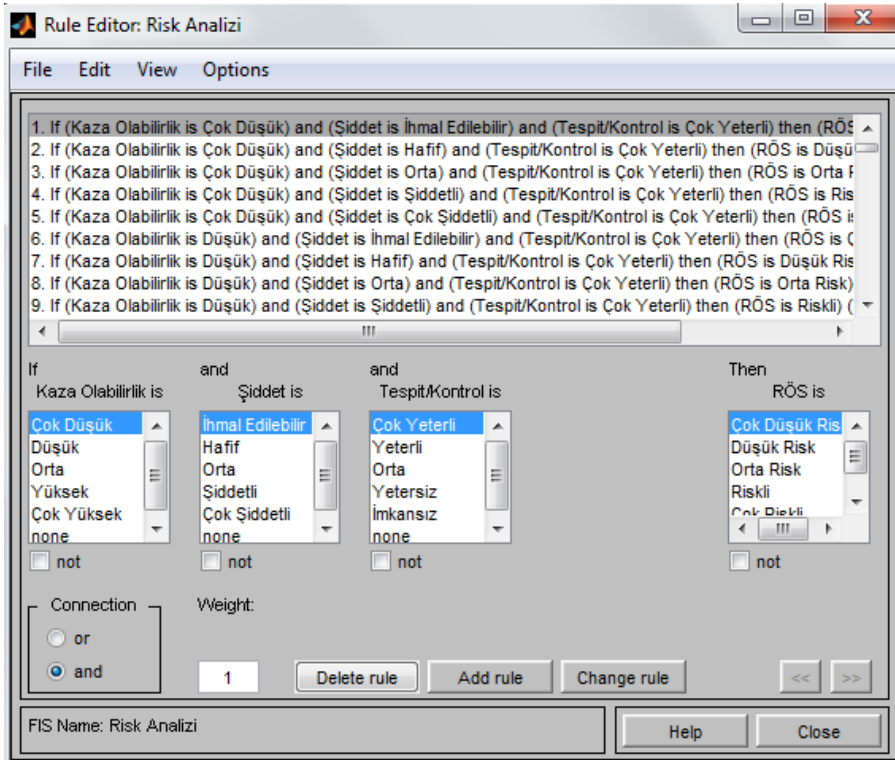 Rule Editor: Risk Analizi
File Edit View Options
1. If (Kaza Olabilirlik is Çok Düşük) and (Şiddet is İhmal Edilebilir) and (Tespit/Kontrol is Çok Yeterli) then (RÖS
2. If (Kaza Olabilirlik is Çok Düşük) and (Şiddet is Hafif) and (Tespit/Kontrol is Çok Yeterli) then (RÖS is Düşü
3. If (Kaza Olabilirlik is Çok Düşük) and (Şiddet is Orta) and (Tespit/Kontrol is Çok Yeterli) then (RÖS is Orta
4. If (Kaza Olabilirlik is Çok Düşük) and (Şiddet is Şiddetli) and (Tespit/Kontrol is Çok Yeterli) then (RÖS is Ris
5. If (Kaza Olabilirlik is Çok Düşük) and (Şiddet is Çok Şiddetli) and (Tespit/Kontrol is Çok Yeterli) then (RÖS is
6. If (Kaza Olabilirlik is Düşük) and (Şiddet is İhmal Edilebilir) and (Tespit/Kontrol is Çok Yeterli) then (RÖS is
7. If (Kaza Olabilirlik is Düşük) and (Şiddet is Hafif) and (Tespit/Kontrol is Çok Yeterli) then (RÖS is Düşük Ris
8. If (Kaza Olabilirlik is Düşük) and (Şiddet is Orta) and (Tespit/Kontrol is Çok Yeterli) then (RÖS is Orta Risk)
9. If (Kaza Olabilirlik is Düşük) and (Şiddet is Şiddetli) and (Tespit/Kontrol is Çok Yeterli) then (RÖS is Riskli) (
If and and Then
Kaza Olabilirlik is Şiddet is Tespit/Kontrol is RÖS is
Çok Düşük İhmal Edilebilir Çok Yeterli Çok Düşük Ris
Düşük Hafif Yeterli Düşük Risk
Orta Orta Orta Orta Risk
Yüksek Şiddetli Yetersiz Riskli
Çok Yüksek Çok Şiddetli İmkansız Çok Riskli
none none none
not not not not
Connection Weight:
or
and 1 Delete rule Add rule Change rule << >>
FIS Name: Risk Analizi Help Close